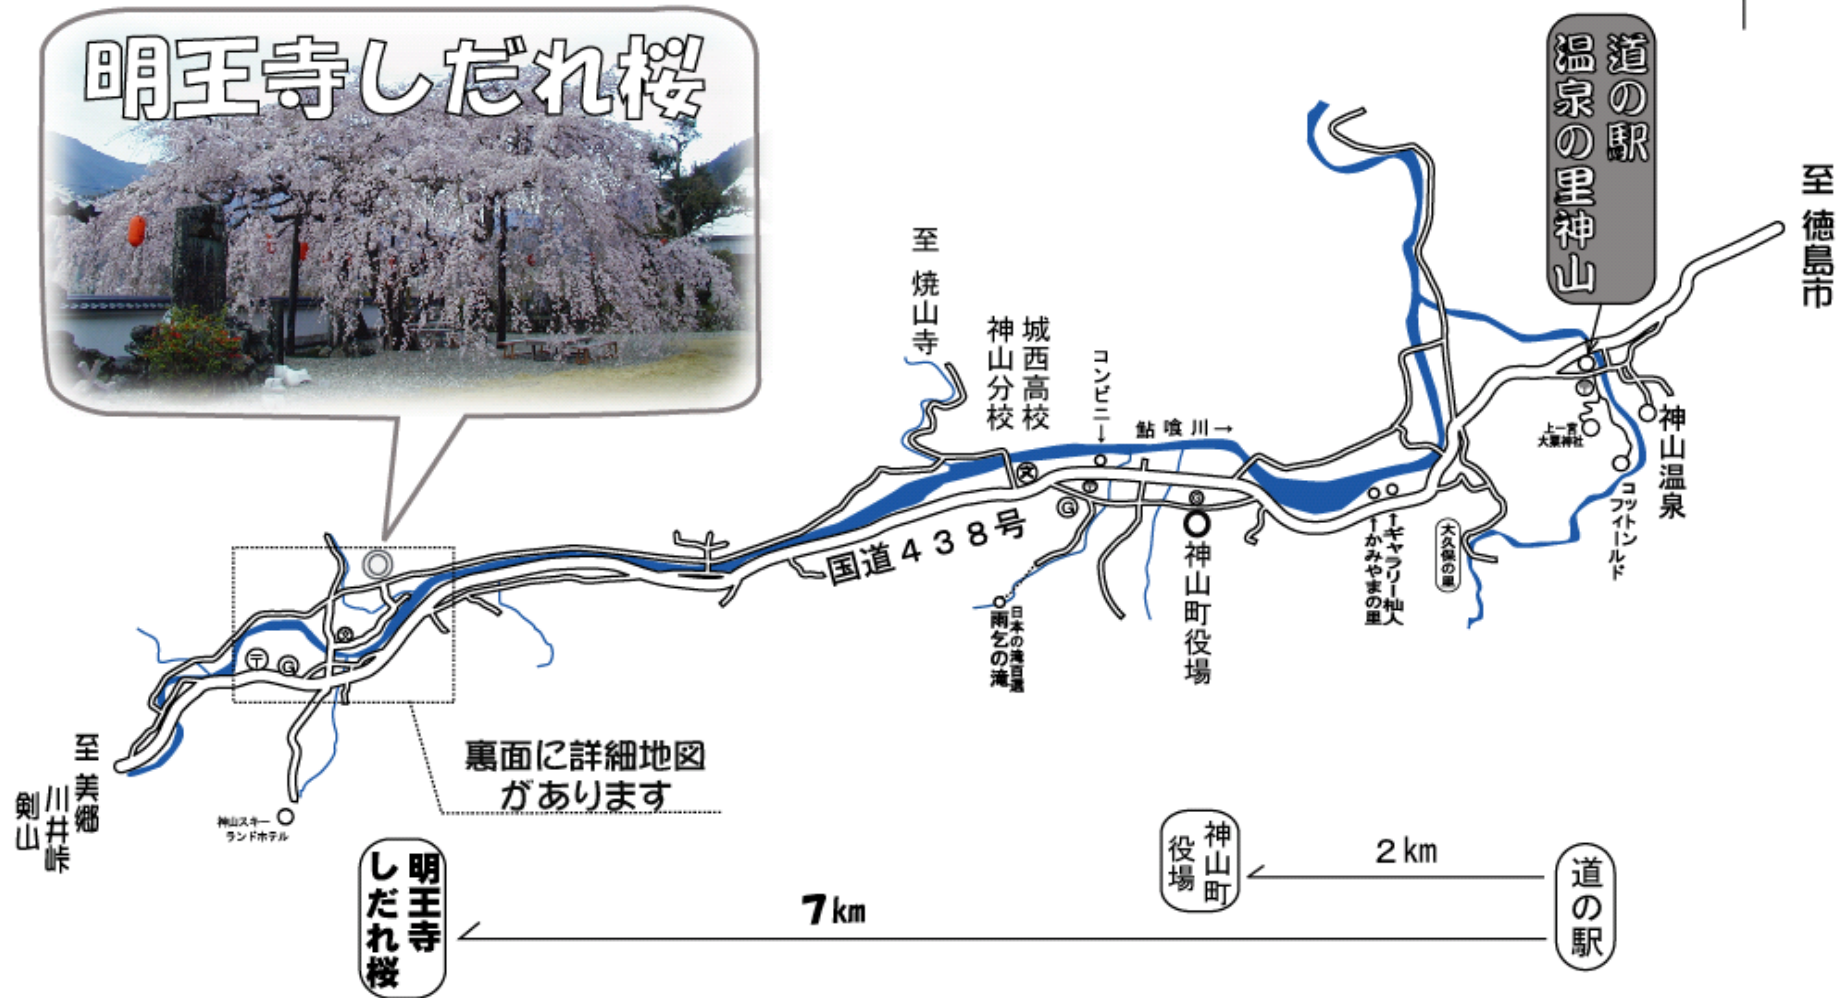 明王寺しだれ桜
道の駅
温泉の里神山
至 徳島市
至 焼山寺
城西高校
神山分校
コンビニ→
鮎喰川→
上一宮
大粟神社
神山温泉
コットン
フィールド
大久保の里
←ギャラリー杣人
←かみやまの里
国道438号
神山町役場
日本の滝百選
雨乞の滝
文
〒
G
〒
G
裏面に詳細地図
があります
至 美郷
川井峠
剣山
神山スキー
ランドホテル
明王寺
しだれ桜
7km
神山町
役場
2km
道の駅